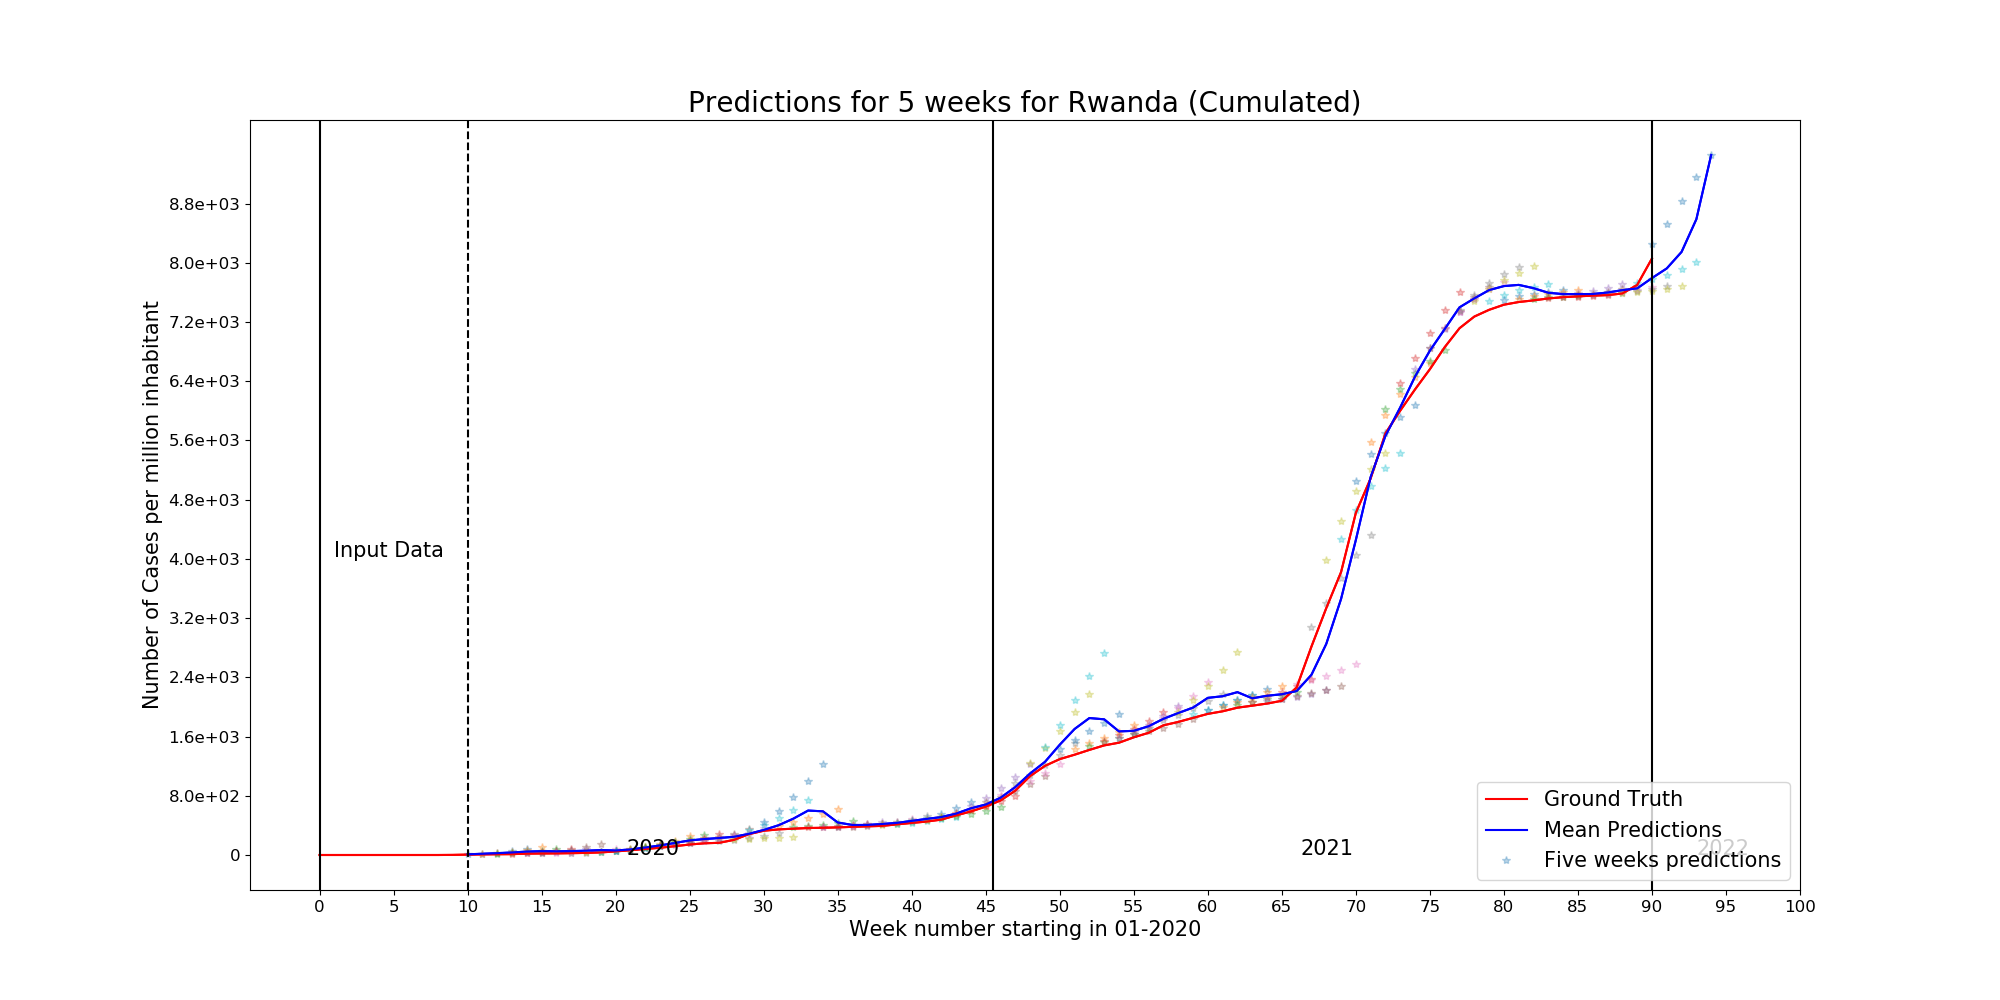 Predictions for 5 weeks for Rwanda (Cumulated)
Number of Cases per million inhabitant
8.8e+03
8.0e+03
7.2e+03
6.4e+03
5.6e+03
4.8e+03
4.0e+03
3.2e+03
2.4e+03
1.6e+03
8.0e+02
0
Input Data
2020
2021
2022
Ground Truth
Mean Predictions
Five weeks predictions
0 5 10 15 20 25 30 35 40 45 50 55 60 65 70 75 80 85 90 95 100
Week number starting in 01-2020